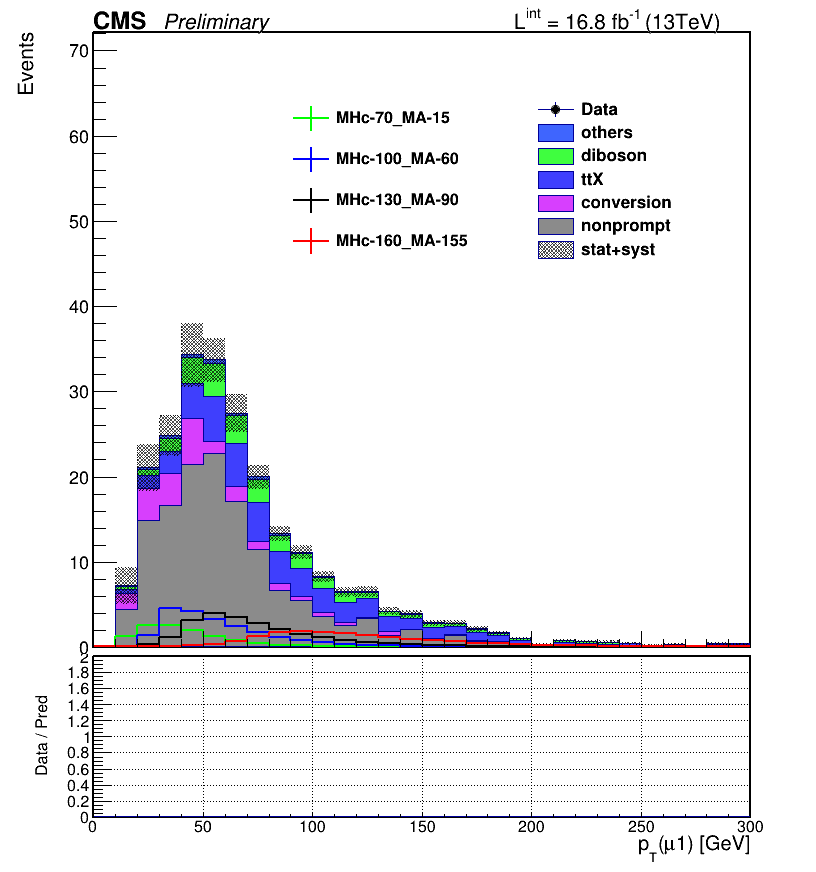 CMS Preliminary L^int = 16.8 fb^-1 (13TeV)
Events
70
60
50
40
30
20
10
0
MHc-70_MA-15
MHc-100_MA-60
MHc-130_MA-90
MHc-160_MA-155
Data
others
diboson
ttX
conversion
nonprompt
stat+syst
Data / Pred
2
1.8
1.6
1.4
1.2
1
0.8
0.6
0.4
0.2
0
0 50 100 150 200 250 300
p_T(μ1) [GeV]